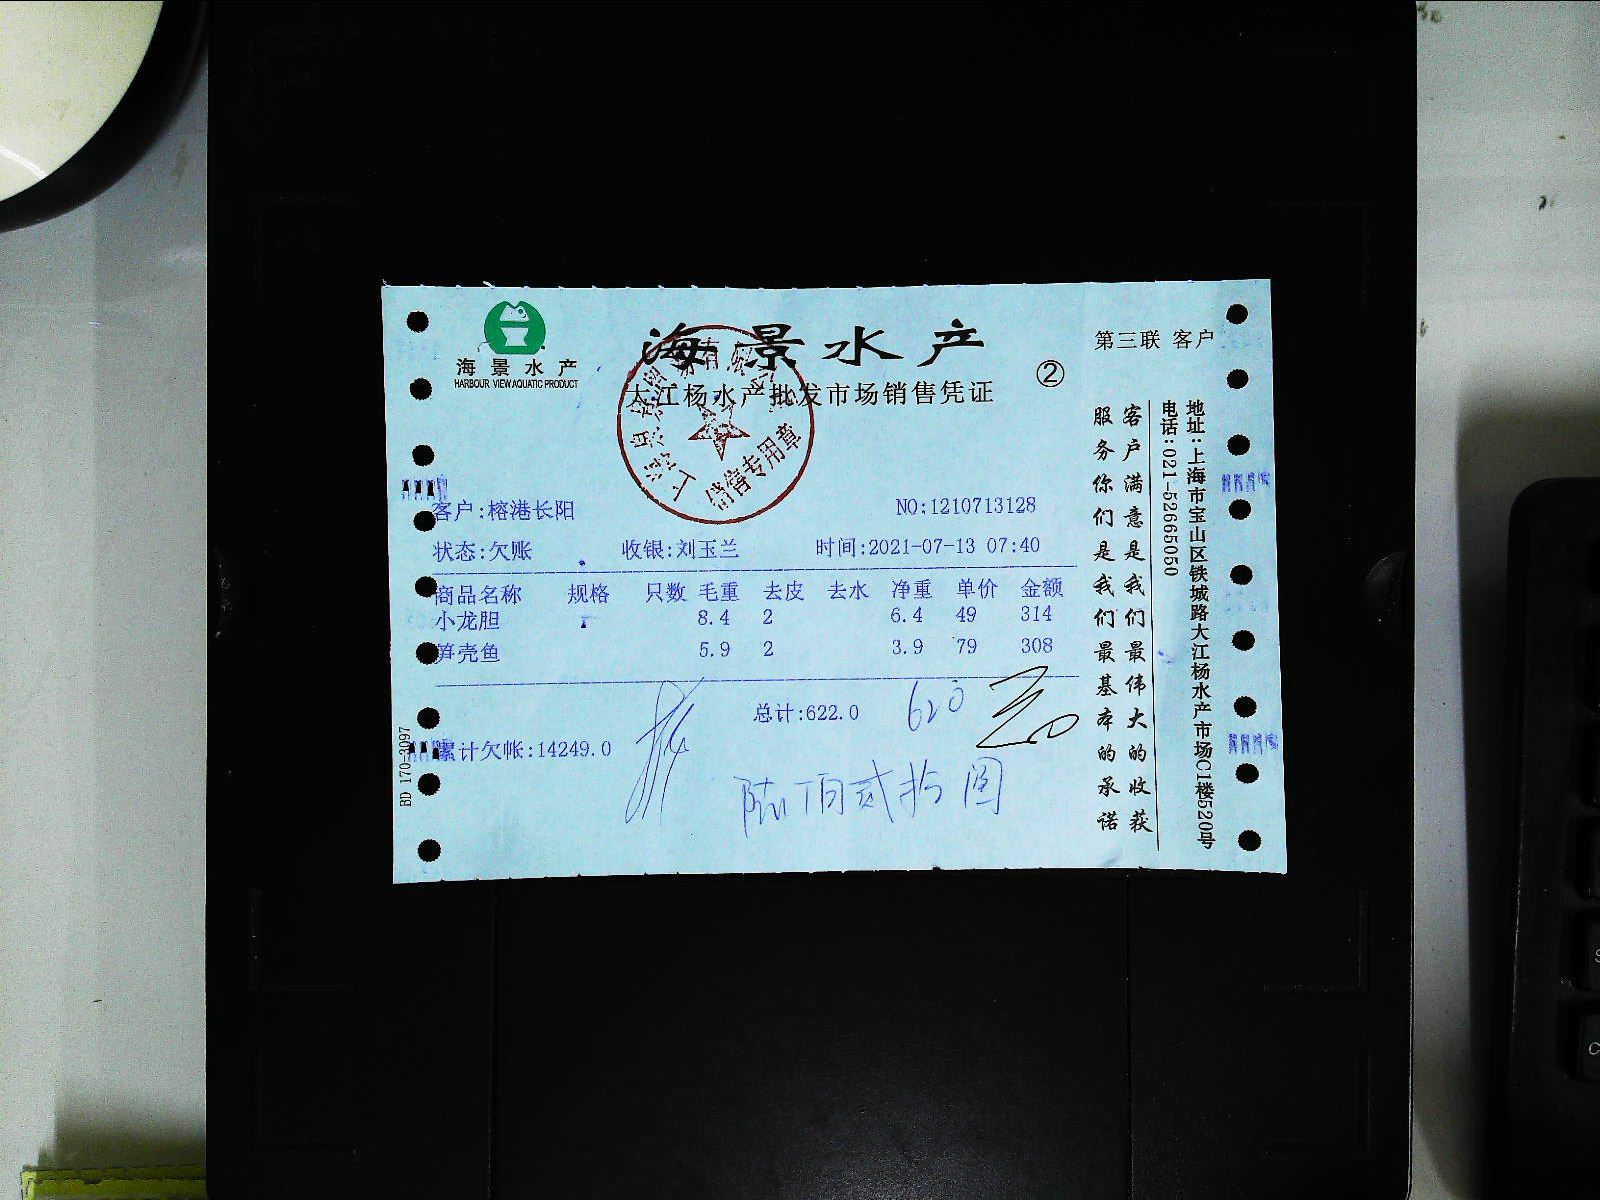 海景水产
HARBOUR VIEW AQUATIC PRODUCT
海景水产
大江杨水产批发市场销售凭证
②
第三联 客户
销售专用章
客户:榕港长阳
NO:1210713128
状态:欠账 收银:刘玉兰 时间:2021-07-13 07:40
商品名称 规格 只数 毛重 去皮 去水 净重 单价 金额
小龙胆 8.4 2 6.4 49 314
笋壳鱼 5.9 2 3.9 79 308
总计:622.0
620
累计欠帐:14249.0
陆佰贰拾圆
BD 170-3097
客户满意是我们最伟大的收获
服务你们是我们最基本的承诺
地址:上海市宝山区铁城路大江杨水产市场C1楼520号
电话:021-52665050